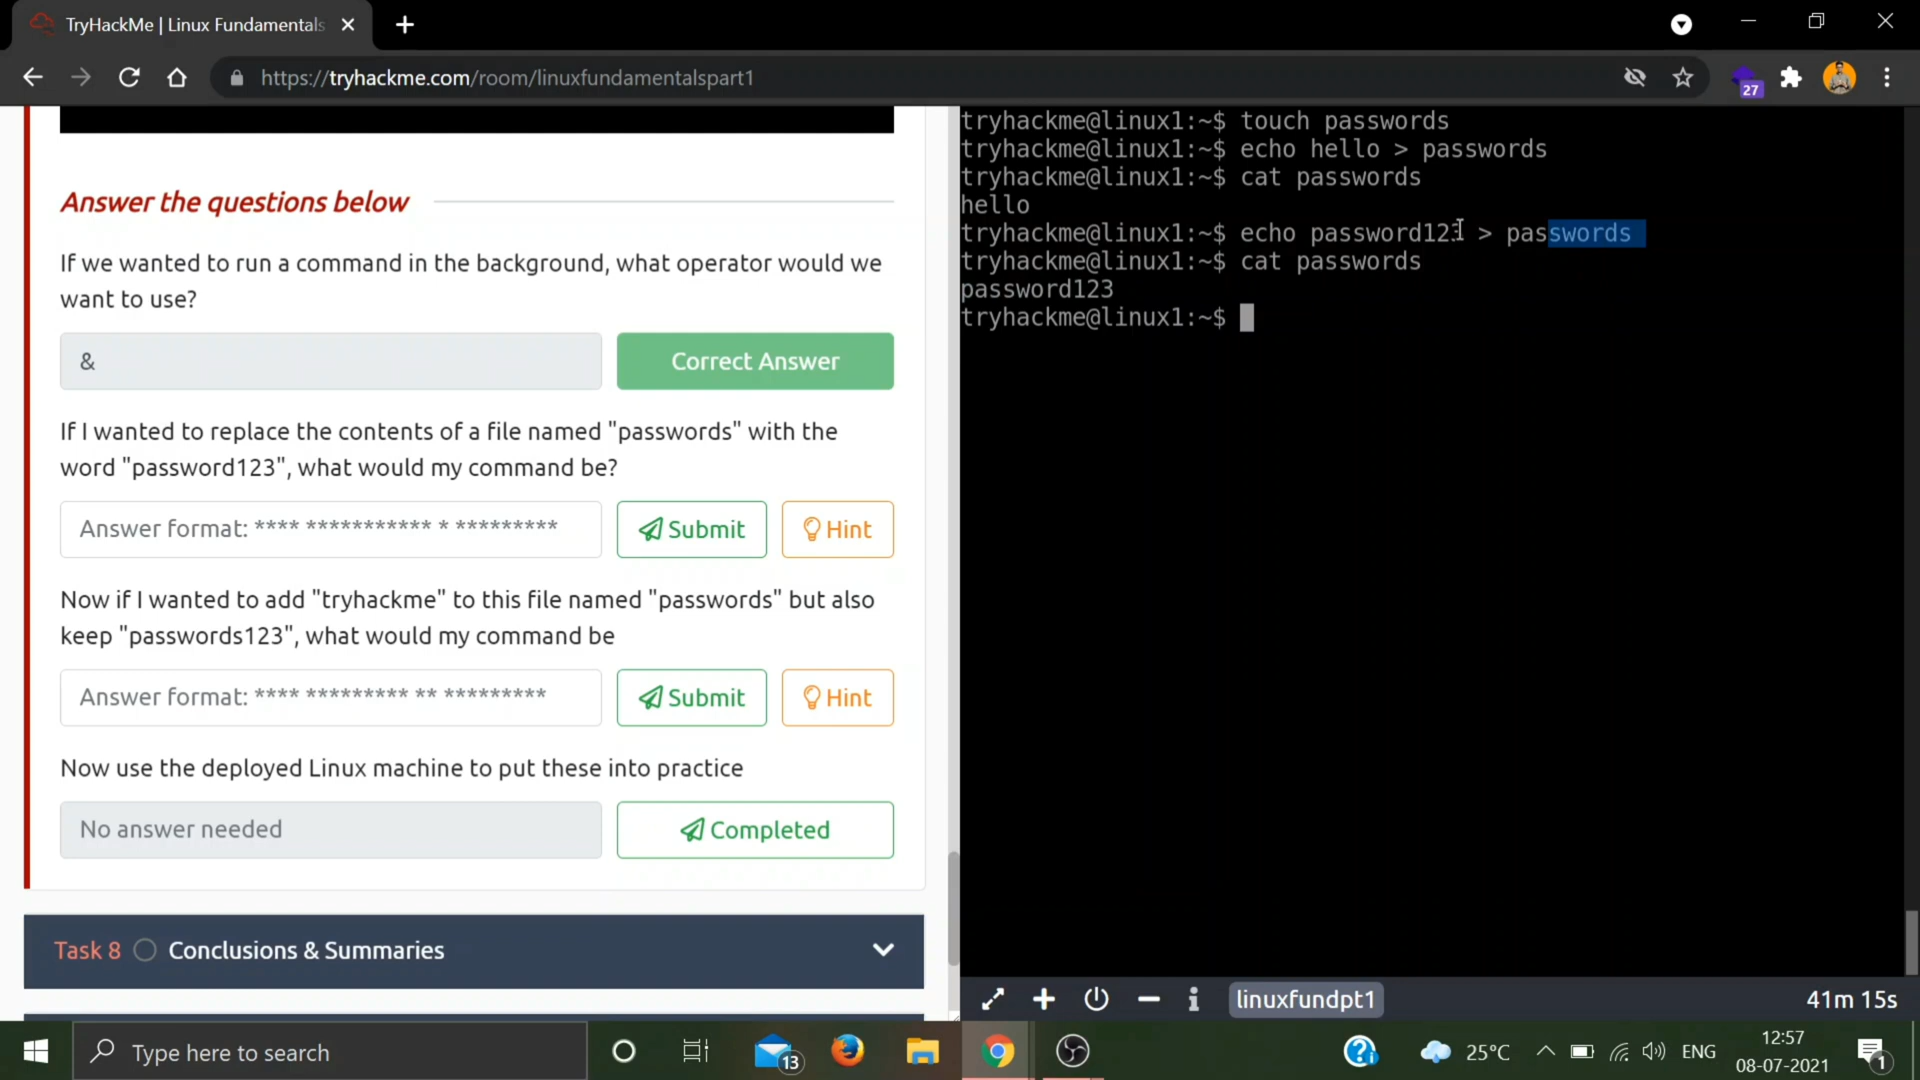 TryHackMe | Linux Fundamentals
https://tryhackme.com/room/linuxfundamentalspart1
27
Answer the questions below
If we wanted to run a command in the background, what operator would we
want to use?
&
Correct Answer
If I wanted to replace the contents of a file named "passwords" with the
word "password123", what would my command be?
Answer format: **** *********** * *********
Submit
Hint
Now if I wanted to add "tryhackme" to this file named "passwords" but also
keep "passwords123", what would my command be
Answer format: **** ********* ** *********
Submit
Hint
Now use the deployed Linux machine to put these into practice
No answer needed
Completed
Task 8
Conclusions & Summaries
tryhackme@linux1:~$ touch passwords
tryhackme@linux1:~$ echo hello > passwords
tryhackme@linux1:~$ cat passwords
hello
tryhackme@linux1:~$ echo password123 > passwords
tryhackme@linux1:~$ cat passwords
password123
tryhackme@linux1:~$
linuxfundpt1
41m 15s
Type here to search
13
25°C
ENG
12:57
08-07-2021
1